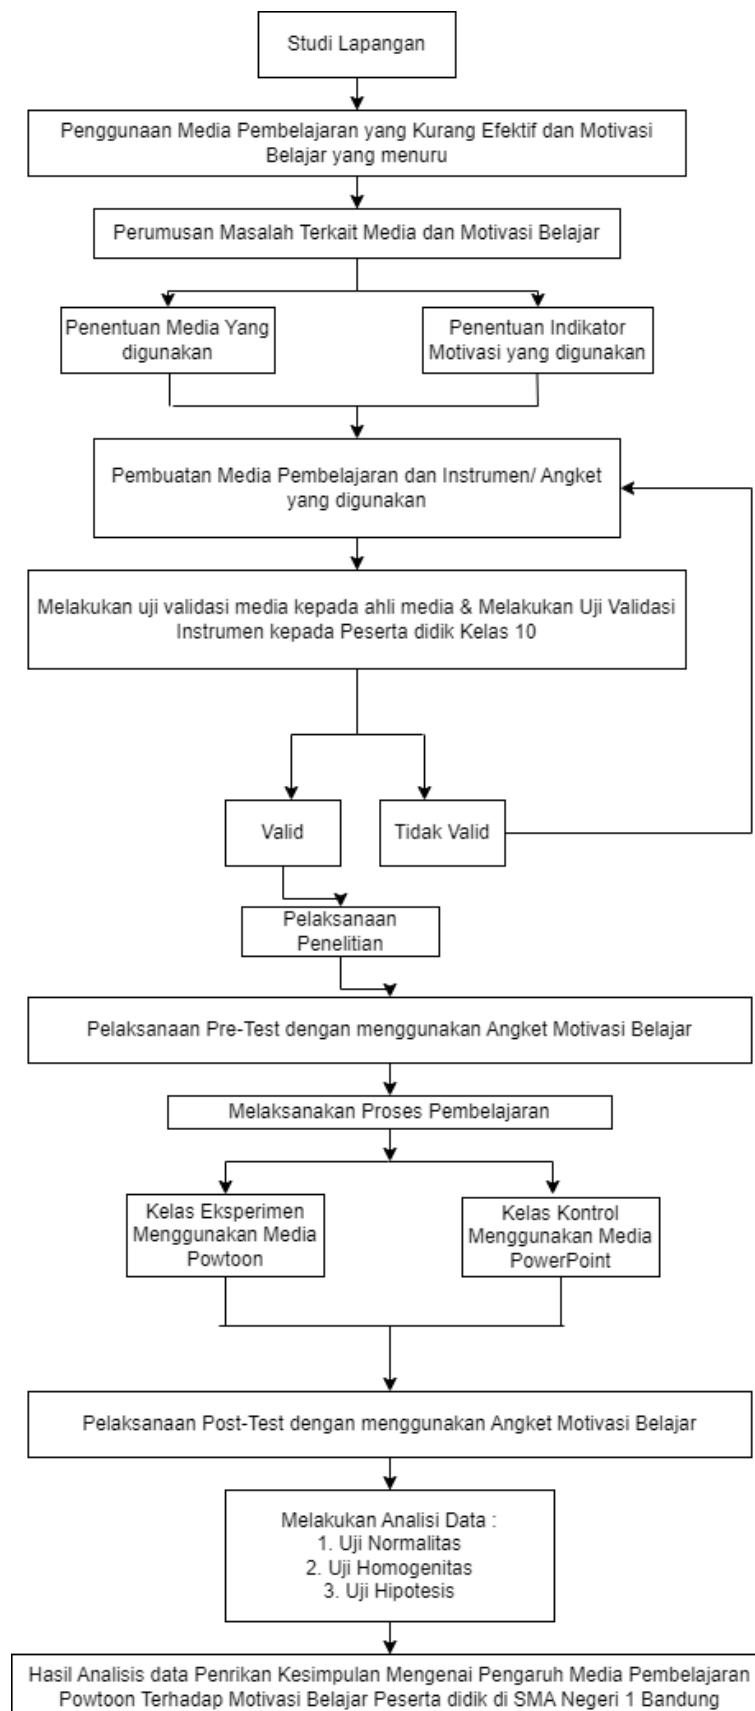 Studi Lapangan
Penggunaan Media Pembelajaran yang Kurang Efektif dan Motivasi
Belajar yang menuru
Perumusan Masalah Terkait Media dan Motivasi Belajar
Penentuan Media Yang
digunakan
Penentuan Indikator
Motivasi yang digunakan
Pembuatan Media Pembelajaran dan Instrumen/ Angket
yang digunakan
Melakukan uji validasi media kepada ahli media & Melakukan Uji Validasi
Instrumen kepada Peserta didik Kelas 10
Valid
Tidak Valid
Pelaksanaan
Penelitian
Pelaksanaan Pre-Test dengan menggunakan Angket Motivasi Belajar
Melaksanakan Proses Pembelajaran
Kelas Eksperimen
Menggunakan Media
Powtoon
Kelas Kontrol
Menggunakan Media
PowerPoint
Pelaksanaan Post-Test dengan menggunakan Angket Motivasi Belajar
Melakukan Analisi Data :
1. Uji Normalitas
2. Uji Homogenitas
3. Uji Hipotesis
Hasil Analisis data Penrikan Kesimpulan Mengenai Pengaruh Media Pembelajaran
Powtoon Terhadap Motivasi Belajar Peserta didik di SMA Negeri 1 Bandung